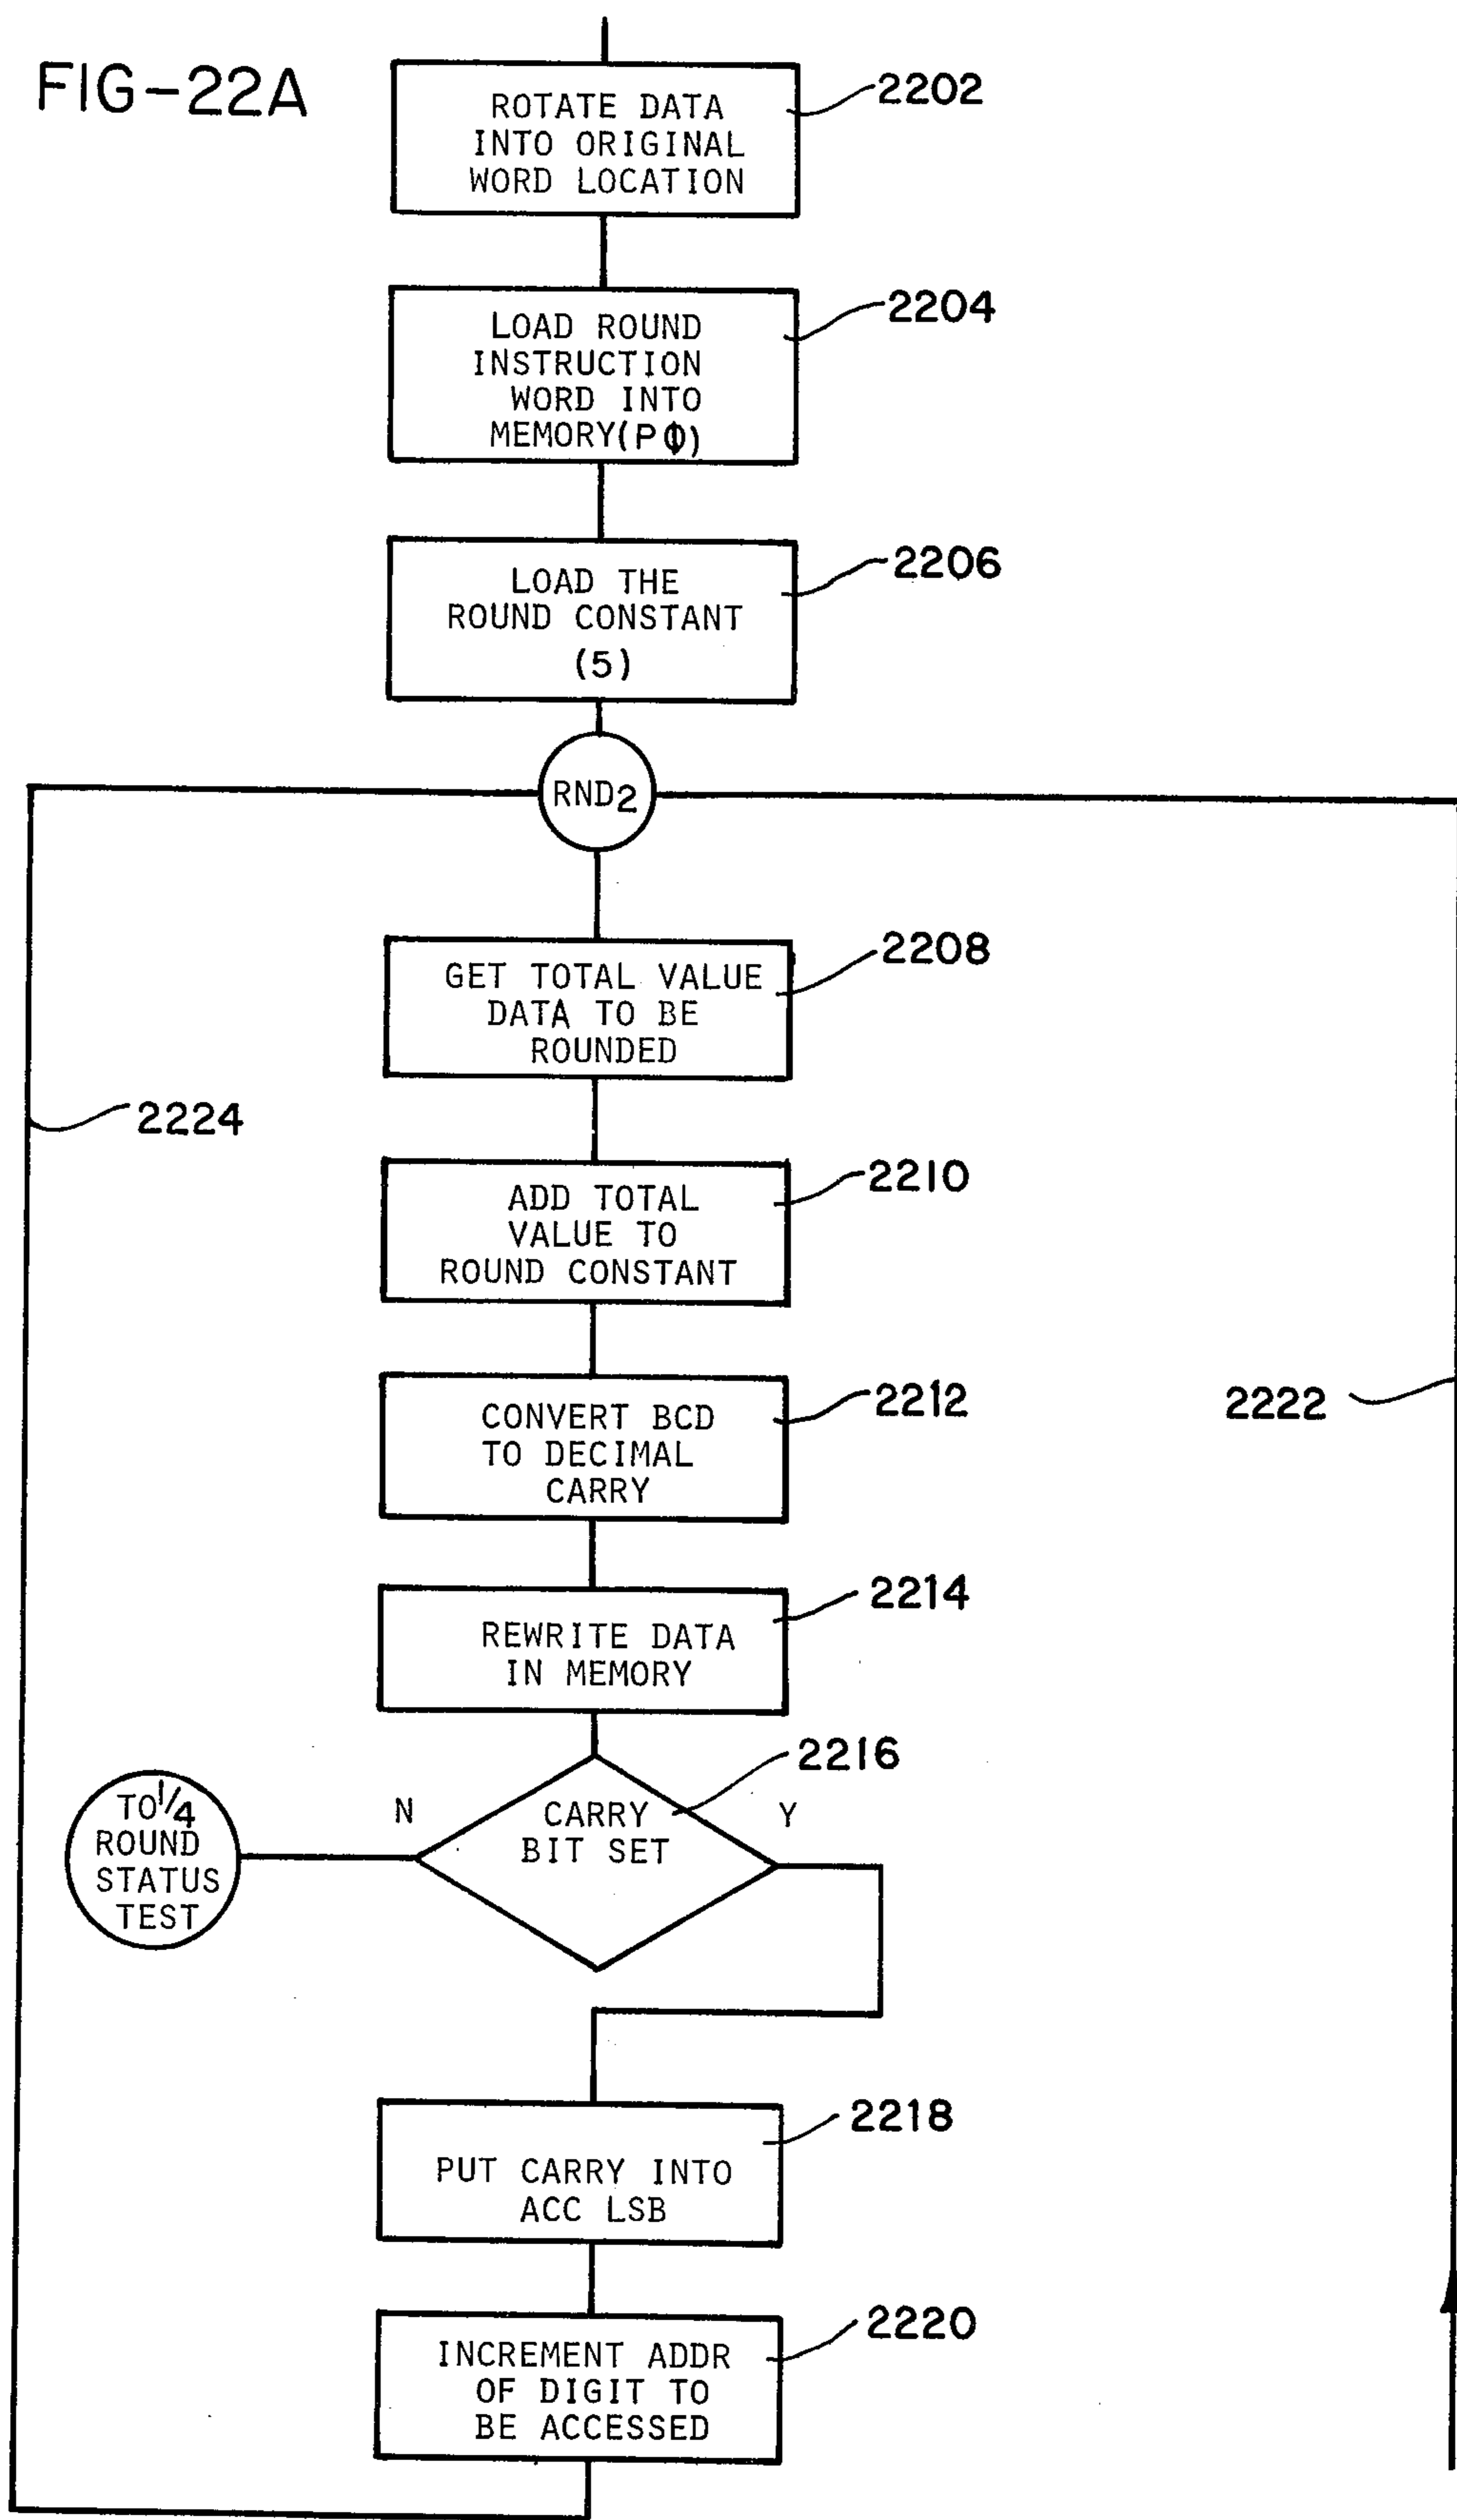 FIG-22A
ROTATE DATA
INTO ORIGINAL
WORD LOCATION
2202
LOAD ROUND
INSTRUCTION
WORD INTO
MEMORY(PΦ)
2204
LOAD THE
ROUND CONSTANT
(5)
2206
RND2
GET TOTAL VALUE
DATA TO BE
ROUNDED
2208
2224
ADD TOTAL
VALUE TO
ROUND CONSTANT
2210
CONVERT BCD
TO DECIMAL
CARRY
2212
2222
REWRITE DATA
IN MEMORY
2214
2216
CARRY
BIT SET
N
Y
TO 1/4
ROUND
STATUS
TEST
PUT CARRY INTO
ACC LSB
2218
INCREMENT ADDR
OF DIGIT TO
BE ACCESSED
2220